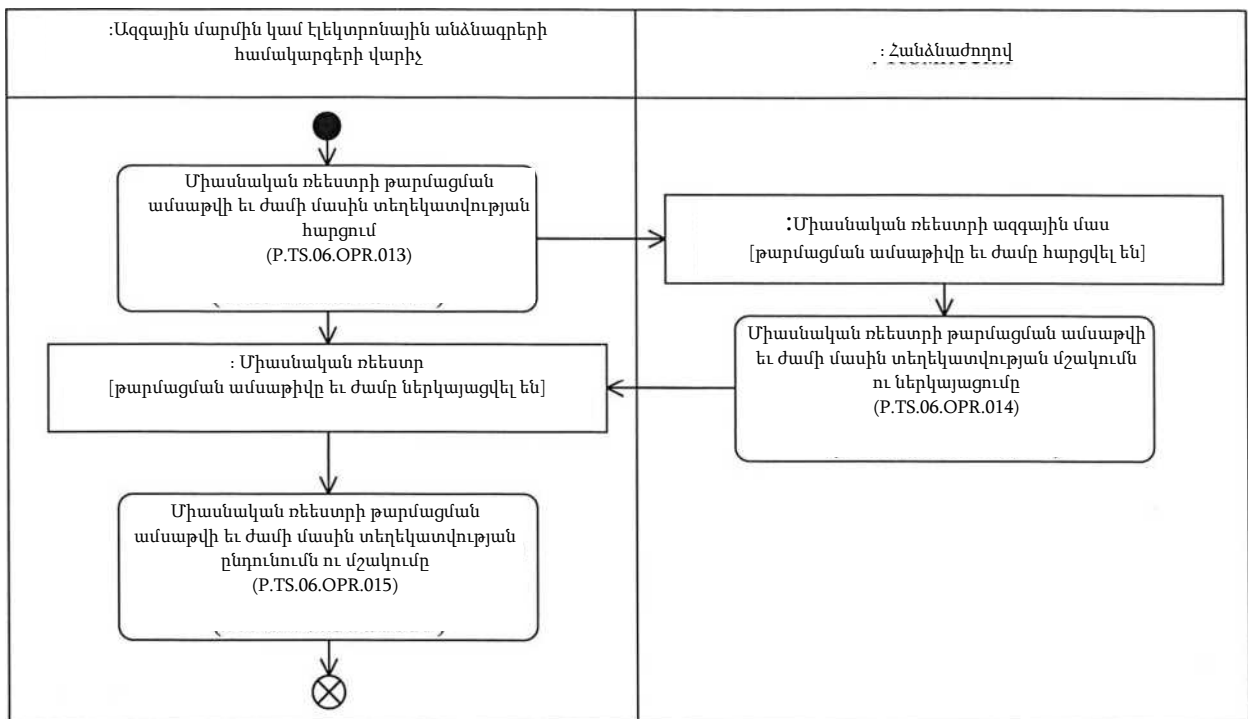 :Ազգային մարմին կամ էլեկտրոնային անձնագրերի
համակարգերի վարիչ
: Հանձնաժողով
Միասնական ռեեստրի թարմացման
ամսաթվի եւ ժամի մասին տեղեկատվության
հարցում
(P.TS.06.OPR.013)
:Միասնական ռեեստրի ազգային մաս
[թարմացման ամսաթիվը եւ ժամը հարցվել են]
Միասնական ռեեստրի թարմացման ամսաթվի
եւ ժամի մասին տեղեկատվության մշակումն
ու ներկայացումը
(P.TS.06.OPR.014)
: Միասնական ռեեստր
[թարմացման ամսաթիվը եւ ժամը ներկայացվել են]
Միասնական ռեեստրի թարմացման
ամսաթվի եւ ժամի մասին տեղեկատվության
ընդունումն ու մշակումը
(P.TS.06.OPR.015)